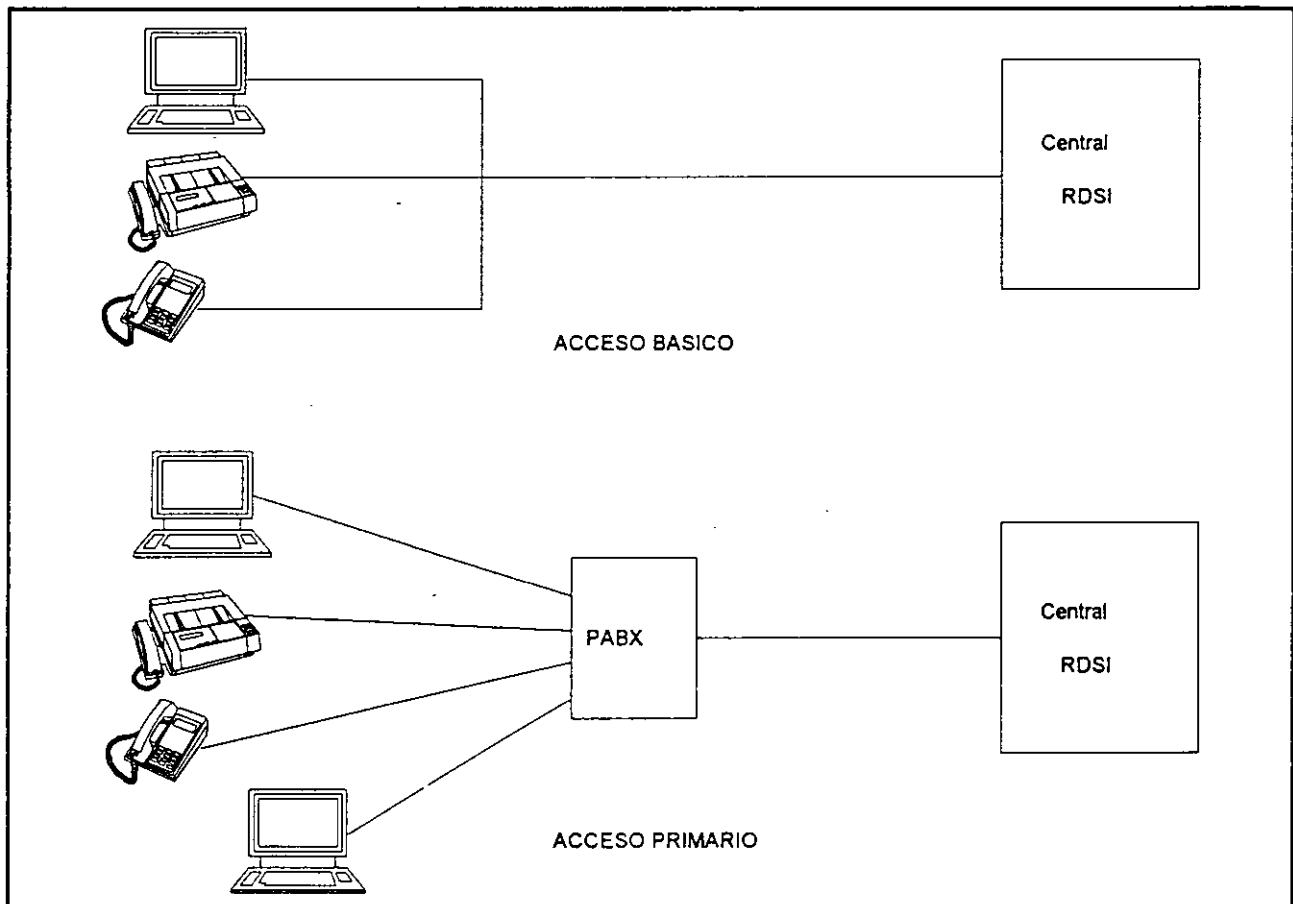 Central
RDSI
ACCESO BASICO
PABX
Central
RDSI
ACCESO PRIMARIO